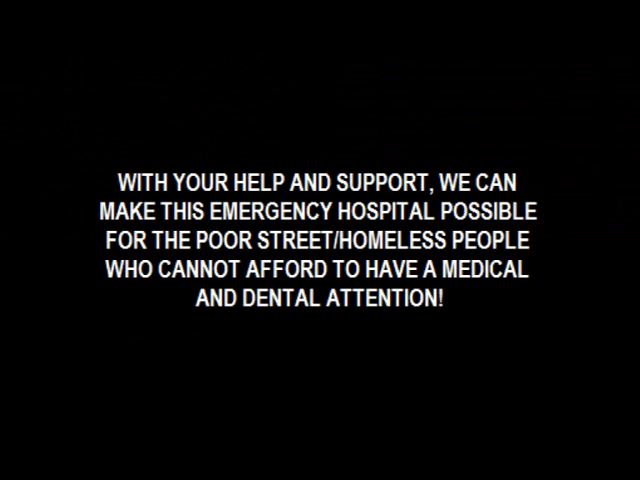 WITH YOUR HELP AND SUPPORT, WE CAN
MAKE THIS EMERGENCY HOSPITAL POSSIBLE
FOR THE POOR STREET/HOMELESS PEOPLE
WHO CANNOT AFFORD TO HAVE A MEDICAL
AND DENTAL ATTENTION!